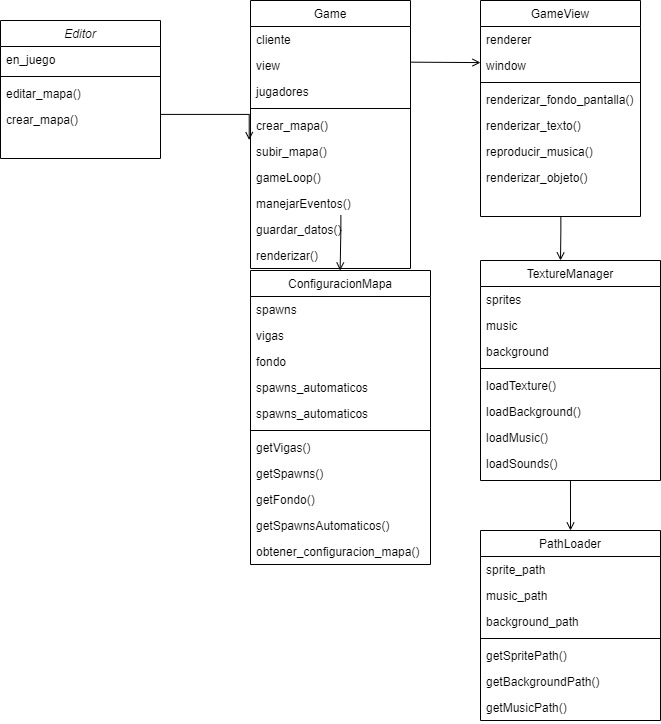 Editor
en_juego
editar_mapa()
crear_mapa()
Game
cliente
view
jugadores
crear_mapa()
subir_mapa()
gameLoop()
manejarEventos()
guardar_datos()
renderizar()
GameView
renderer
window
renderizar_fondo_pantalla()
renderizar_texto()
reproducir_musica()
renderizar_objeto()
ConfiguracionMapa
spawns
vigas
fondo
spawns_automaticos
spawns_automaticos
getVigas()
getSpawns()
getFondo()
getSpawnsAutomaticos()
obtener_configuracion_mapa()
TextureManager
sprites
music
background
loadTexture()
loadBackground()
loadMusic()
loadSounds()
PathLoader
sprite_path
music_path
background_path
getSpritePath()
getBackgroundPath()
getMusicPath()